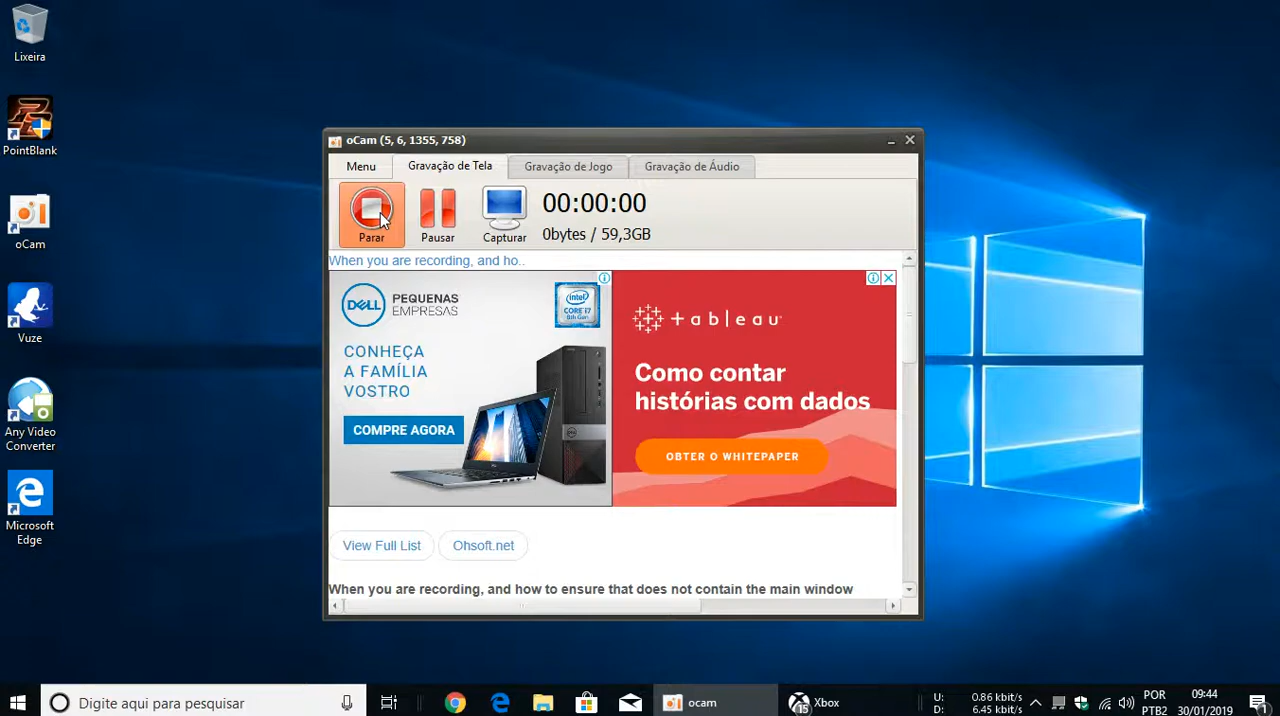 Lixeira
PointBlank
oCam
Vuze
Any Video
Converter
Microsoft
Edge
oCam (5, 6, 1355, 758)
Menu
Gravação de Tela
Gravação de Jogo
Gravação de Áudio
Parar
Pausar
Capturar
00:00:00
0bytes / 59,3GB
When you are recording, and ho..
DELL
PEQUENAS
EMPRESAS
intel
CORE i7
8th Gen
CONHEÇA
A FAMÍLIA
VOSTRO
COMPRE AGORA
+ableau
Como contar
histórias com dados
OBTER O WHITEPAPER
View Full List
Ohsoft.net
When you are recording, and how to ensure that does not contain the main window
Digite aqui para pesquisar
ocam
15
Xbox
U: 0.86 kbit/s
D: 6.45 kbit/s
POR
PTB2
09:44
30/01/2019
1